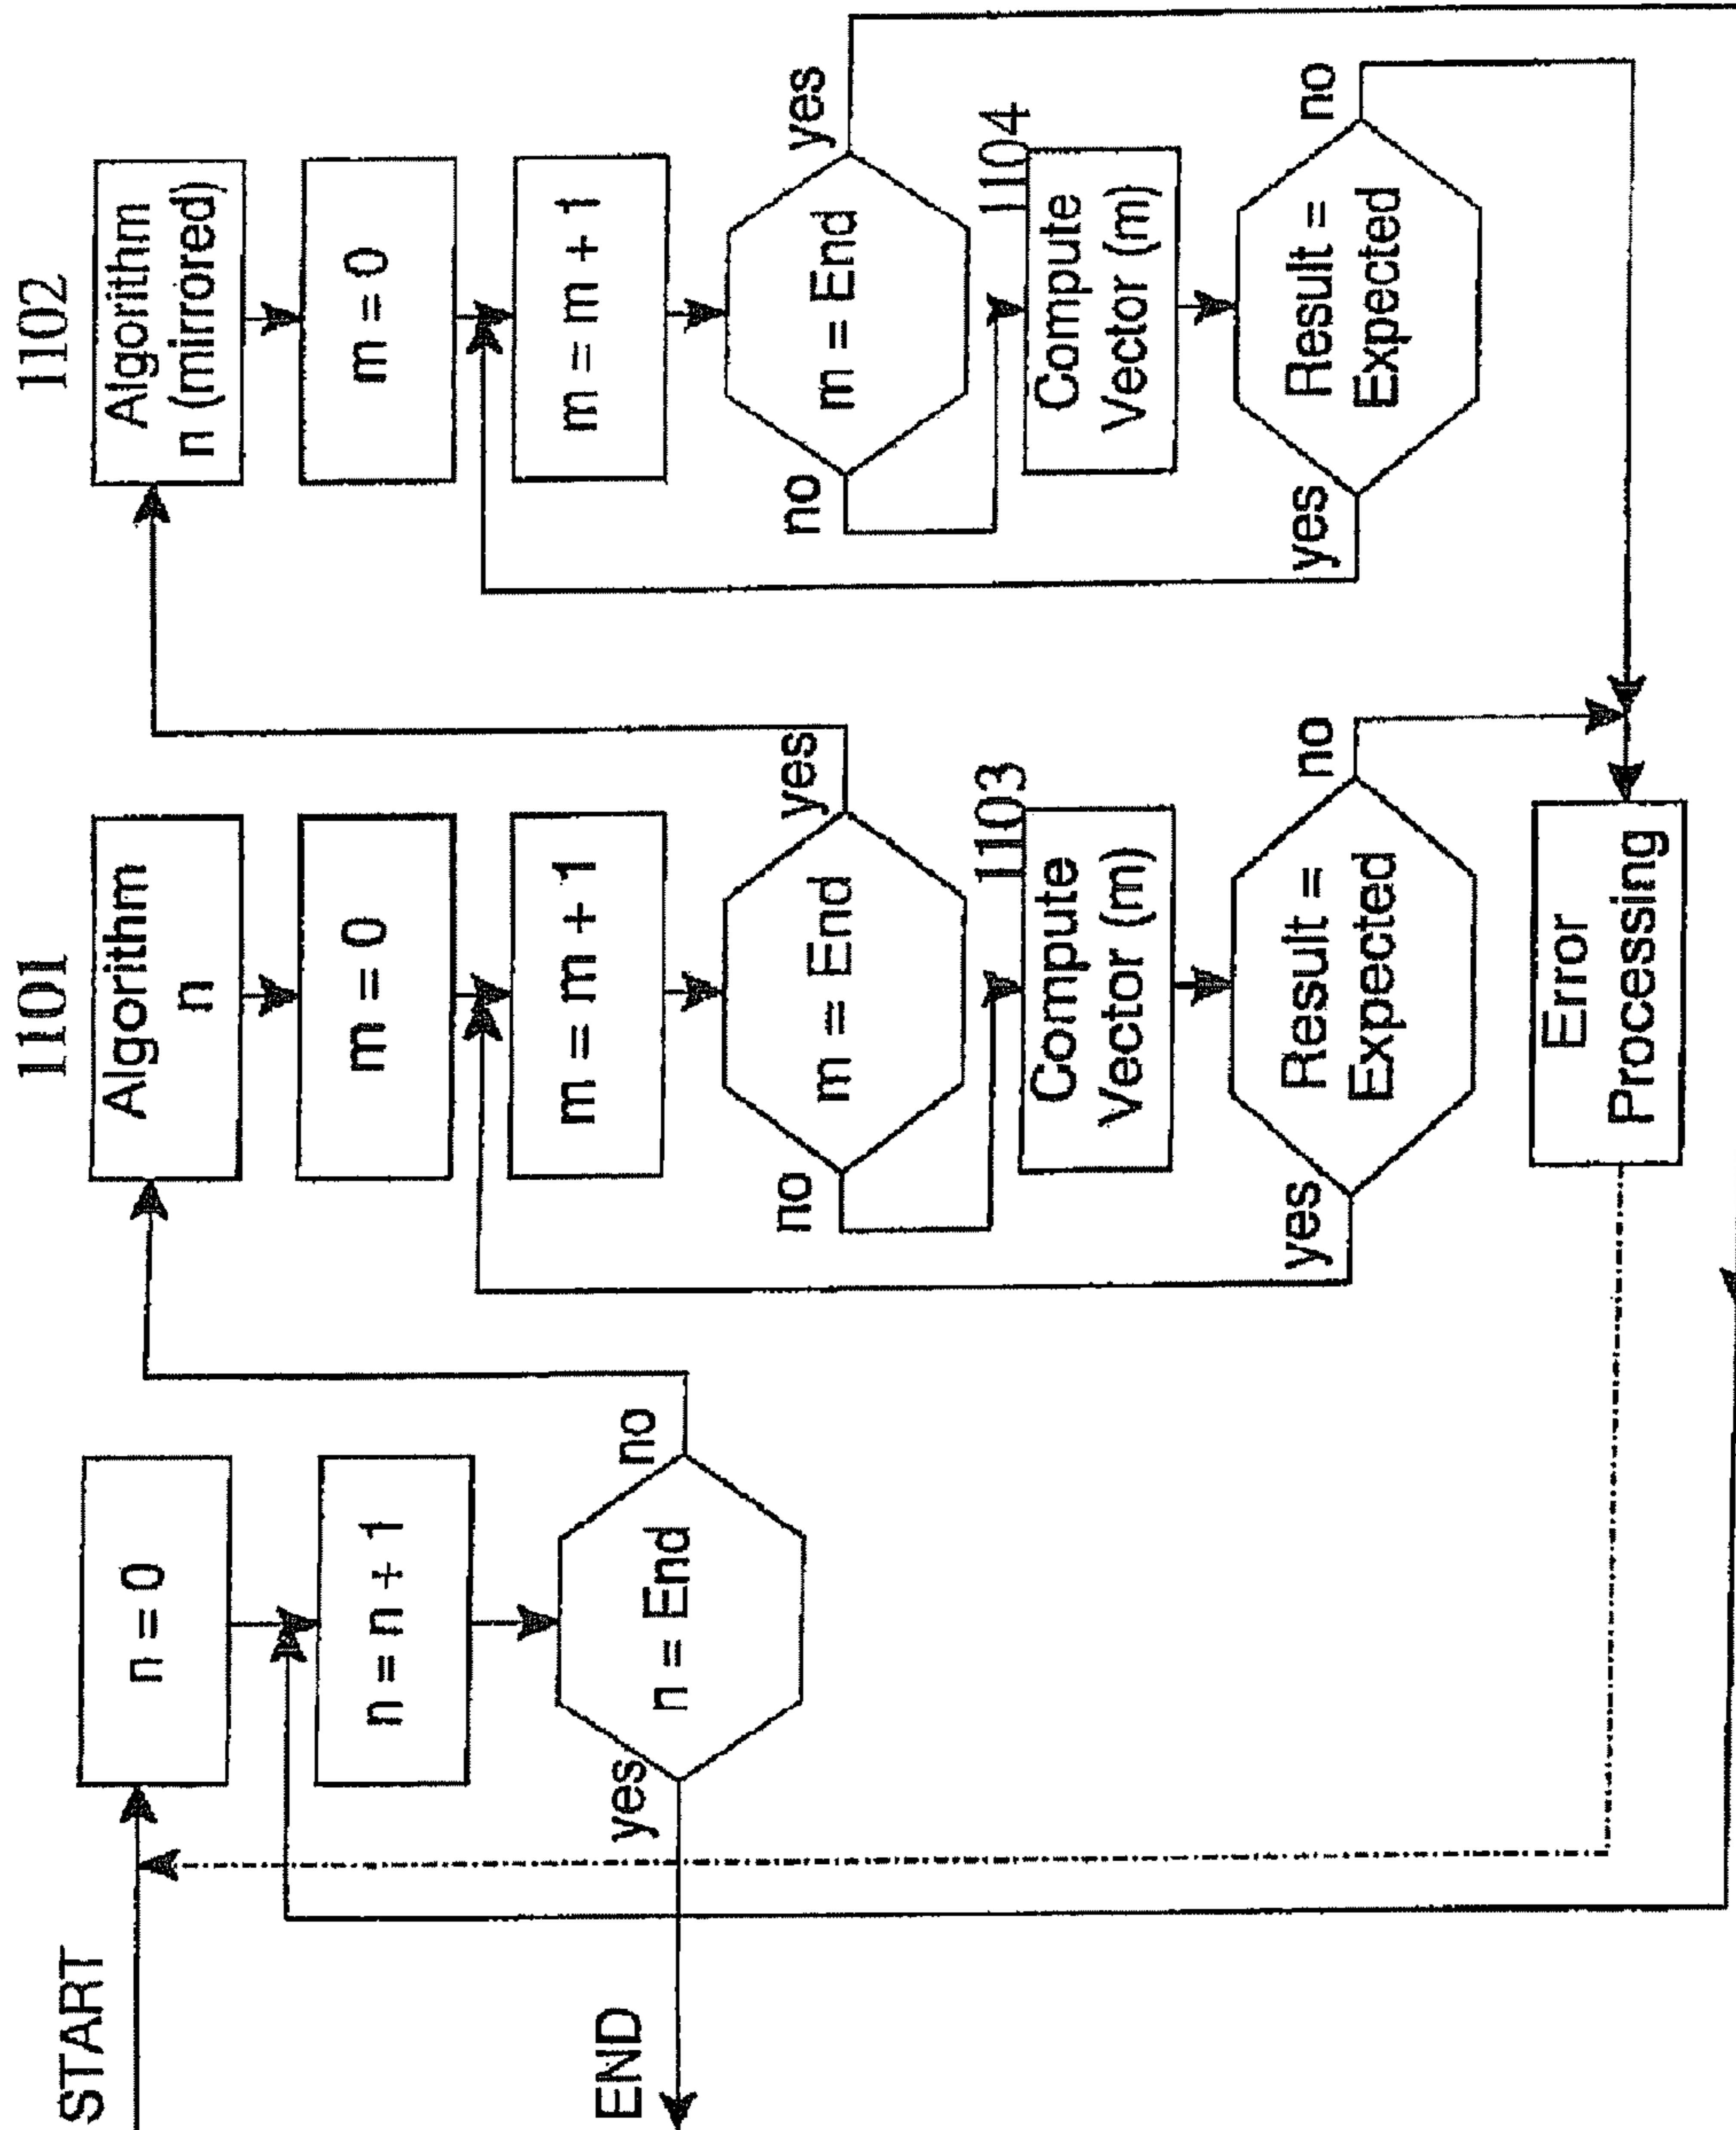 START
n = 0
n = n + 1
n = End
yes
no
END
1101
Algorithm
n
m = 0
m = m + 1
m = End
no
yes
1103
Compute
Vector (m)
Result =
Expected
yes
no
Error
Processing
1102
Algorithm
n (mirrored)
m = 0
m = m + 1
m = End
no
yes
1104
Compute
Vector (m)
Result =
Expected
yes
no